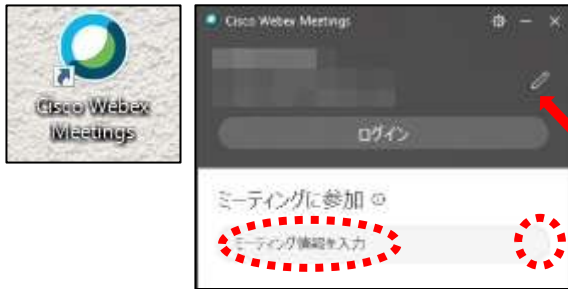 Cisco Webex
Meetings
Cisco Webex Meetings
ログイン
ミーティングに参加
ミーティング情報を入力